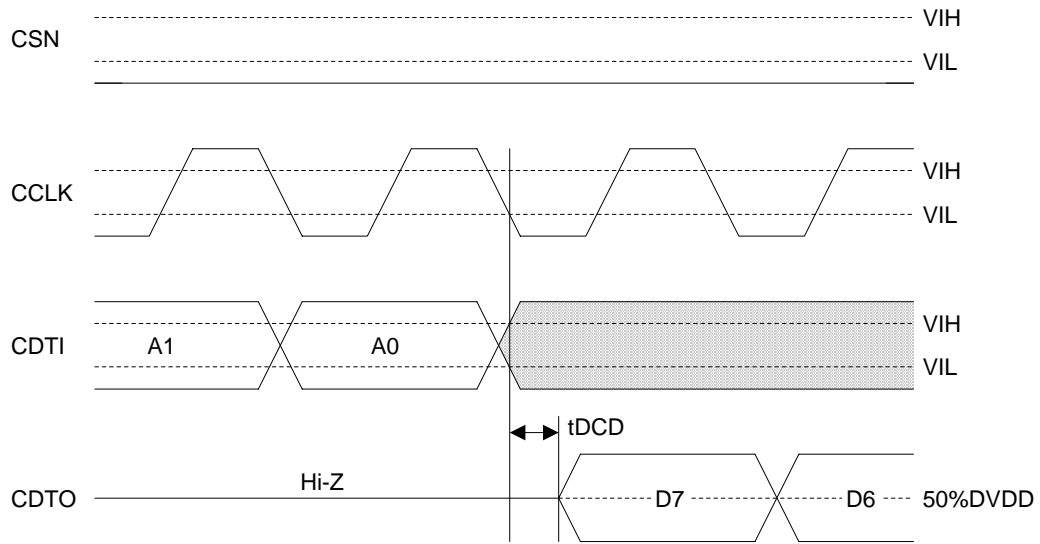 CSN
VIH
VIL
CCLK
VIH
VIL
CDTI
A1
A0
VIH
VIL
tDCD
CDTO
Hi-Z
D7
D6
50%DVDD